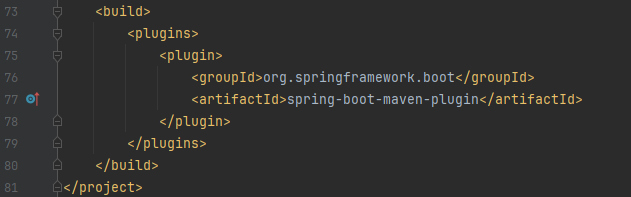 73 <build>
74 <plugins>
75 <plugin>
76 <groupId>org.springframework.boot</groupId>
77 <artifactId>spring-boot-maven-plugin</artifactId>
78 </plugin>
79 </plugins>
80 </build>
81 </project>